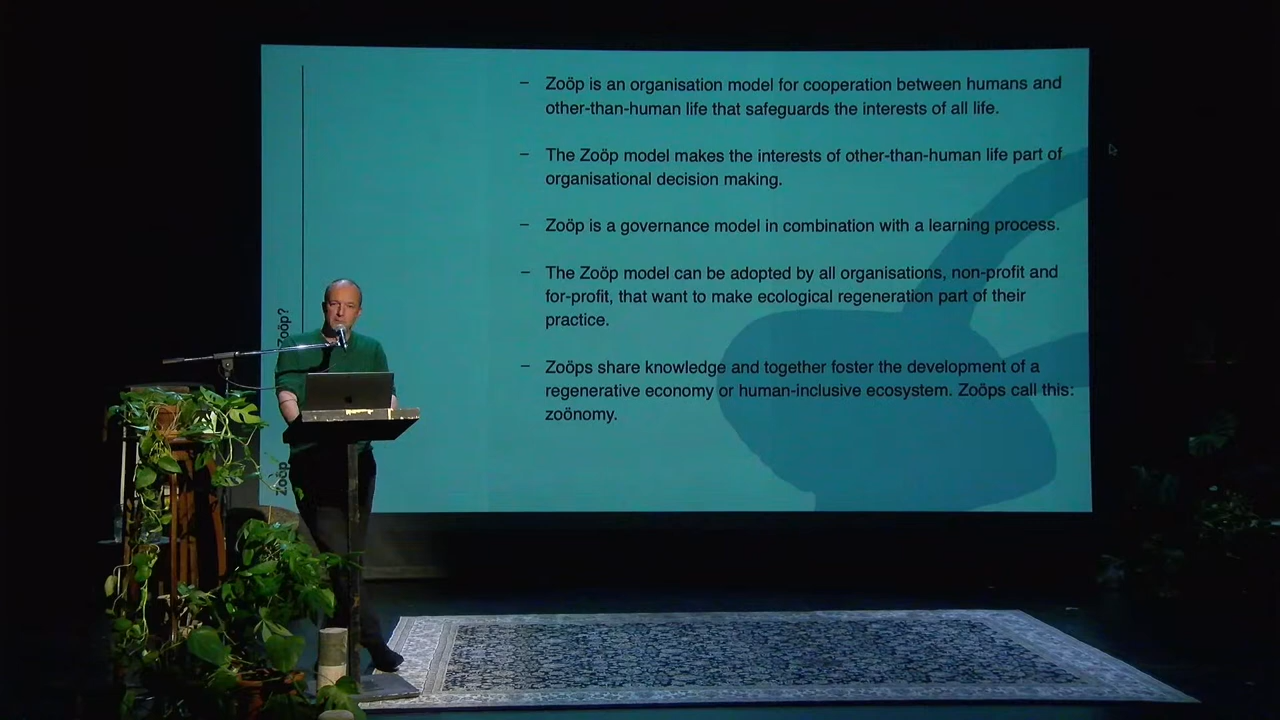 – Zoöp is an organisation model for cooperation between humans and
other-than-human life that safeguards the interests of all life.
– The Zoöp model makes the interests of other-than-human life part of
organisational decision making.
– Zoöp is a governance model in combination with a learning process.
– The Zoöp model can be adopted by all organisations, non-profit and
for-profit, that want to make ecological regeneration part of their
practice.
– Zoöps share knowledge and together foster the development of a
regenerative economy or human-inclusive ecosystem. Zoöps call this:
zoönomy.
Zoöp
Zoöp?